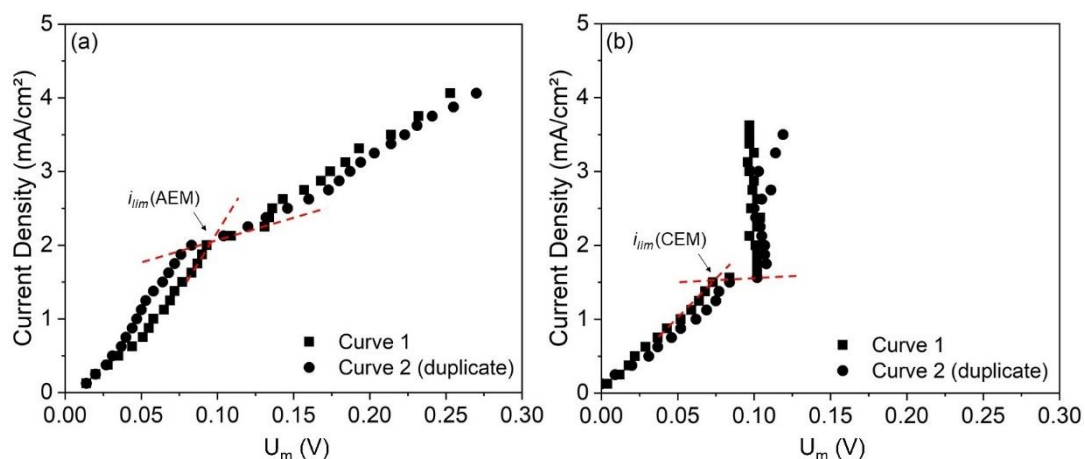 (a)
Current Density (mA/cm²)
5
4
3
2
1
0
i_lim(AEM)
Curve 1
Curve 2 (duplicate)
0.00 0.05 0.10 0.15 0.20 0.25 0.30
U_m (V)
(b)
Current Density (mA/cm²)
5
4
3
2
1
0
i_lim(CEM)
Curve 1
Curve 2 (duplicate)
0.00 0.05 0.10 0.15 0.20 0.25 0.30
U_m (V)